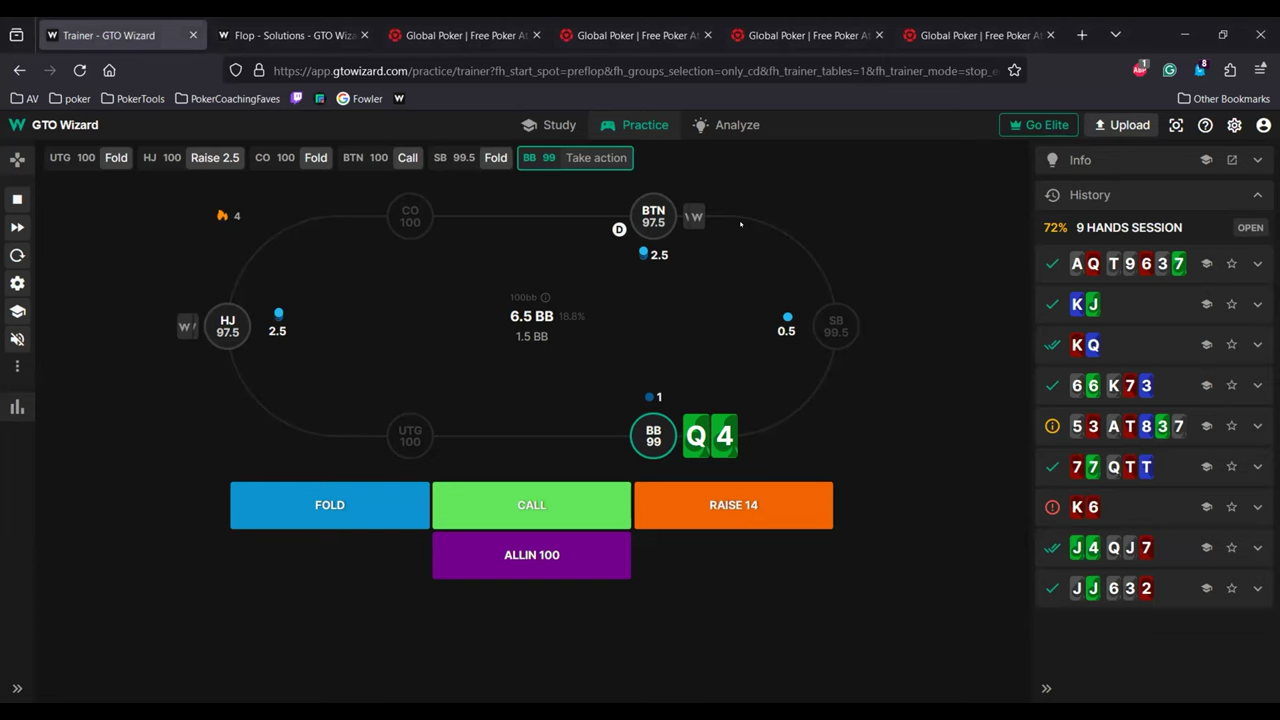 Trainer - GTO Wizard
Flop - Solutions - GTO Wiza
Global Poker | Free Poker At
Global Poker | Free Poker At
Global Poker | Free Poker At
Global Poker | Free Poker At
https://app.gtowizard.com/practice/trainer?fh_start_spot=preflop&fh_groups_selection=only_cd&fh_trainer_tables=1&fh_trainer_mode=stop_e
1
8
AV
poker
PokerTools
PokerCoachingFaves
Fowler
Other Bookmarks
GTO Wizard
Study
Practice
Analyze
Go Elite
Upload
UTG 100 Fold
HJ 100 Raise 2.5
CO 100 Fold
BTN 100 Call
SB 99.5 Fold
BB 99 Take action
4
CO
100
BTN
97.5
D
2.5
HJ
97.5
2.5
100bb
6.5 BB 18.8%
1.5 BB
0.5
SB
99.5
1
UTG
100
BB
99
Q 4
FOLD
CALL
RAISE 14
ALLIN 100
Info
History
72% 9 HANDS SESSION OPEN
A Q T 9 6 3 7
K J
K Q
6 6 K 7 3
5 3 A T 8 3 7
7 7 Q T T
K 6
J 4 Q J 7
J J 6 3 2